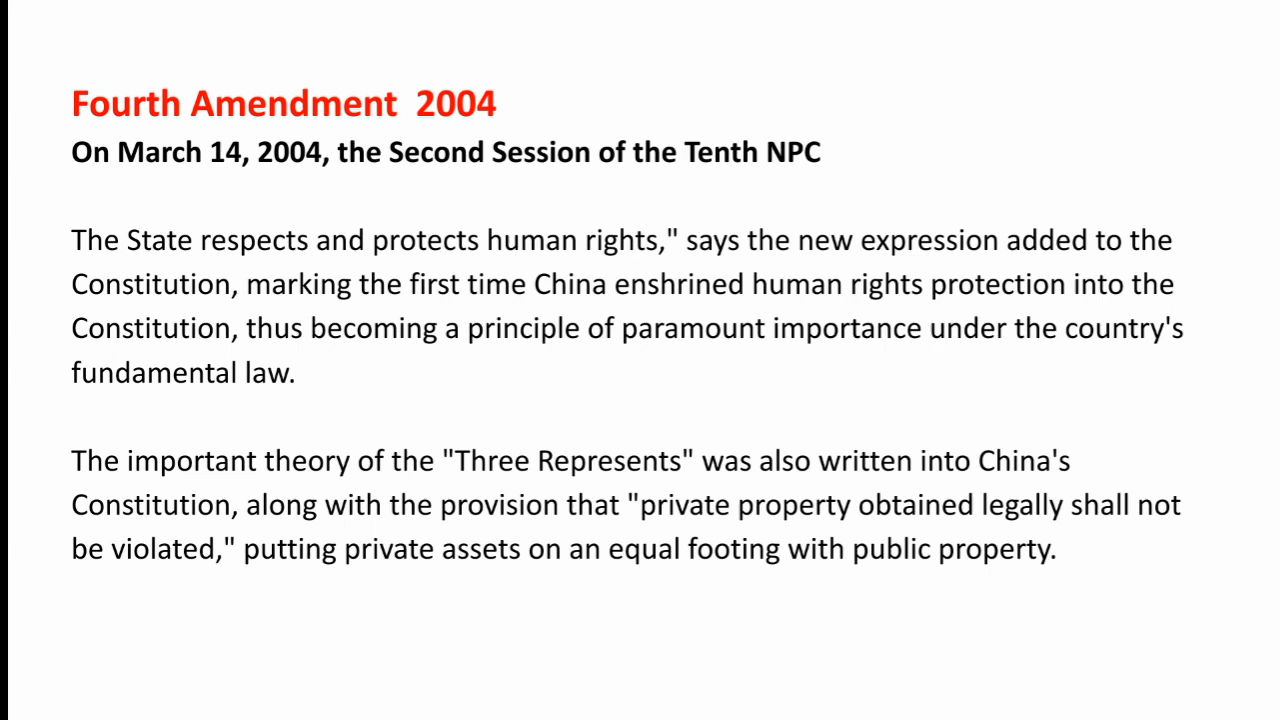 Fourth Amendment  2004
On March 14, 2004, the Second Session of the Tenth NPC
The State respects and protects human rights," says the new expression added to the
Constitution, marking the first time China enshrined human rights protection into the
Constitution, thus becoming a principle of paramount importance under the country's
fundamental law.
The important theory of the "Three Represents" was also written into China's
Constitution, along with the provision that "private property obtained legally shall not
be violated," putting private assets on an equal footing with public property.